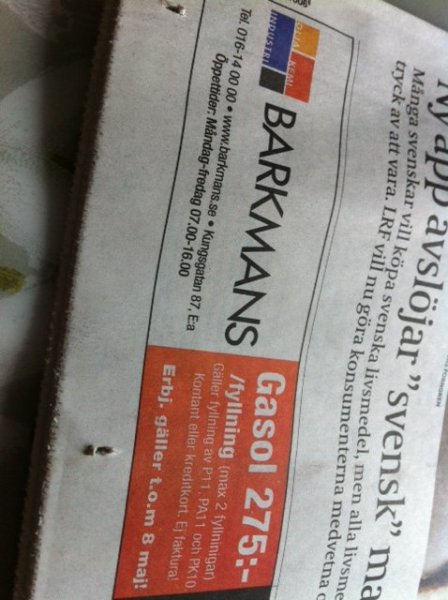 Ny app avslöjar "svensk" ma
Många svenskar vill köpa svenska livsmedel, men alla livsme
tryck av att vara. LRF vill nu göra konsumenterna medvetna o
INDUSTRI
BARKMANS
Tel. 016-14 00 00 • www.barkmans.se • Kungsgatan 87, E:a
Öppettider: Måndag-fredag 07.00-16.00
Gasol 275:-
/fyllning (max 2 fyllningar)
Gäller fyllning av P11, PA11 och PK10
Kontant eller kreditkort. Ej faktura!
Erbj. gäller t.o.m 8 maj!